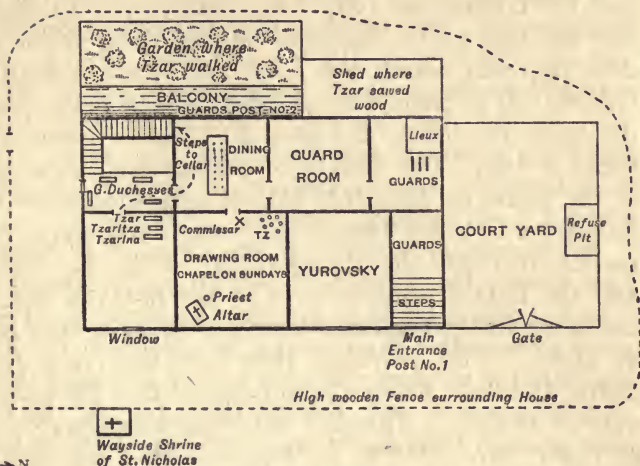 Garden where
Tzar walked
BALCONY
GUARDS POST NO. 2
Shed where
Tzar sawed
wood
Steps
to
Cellar
DINING
ROOM
GUARD
ROOM
Lieux
GUARDS
G. Duchesses
Tzar
Tzaritza
Tzarina
Commissar
TZ
DRAWING ROOM
CHAPEL ON SUNDAYS
Priest
Altar
YUROVSKY
GUARDS
STEPS
COURT YARD
Refuse
Pit
Window
Main
Entrance
Post No. 1
Gate
High wooden Fence surrounding House
Wayside Shrine
of St. Nicholas
N